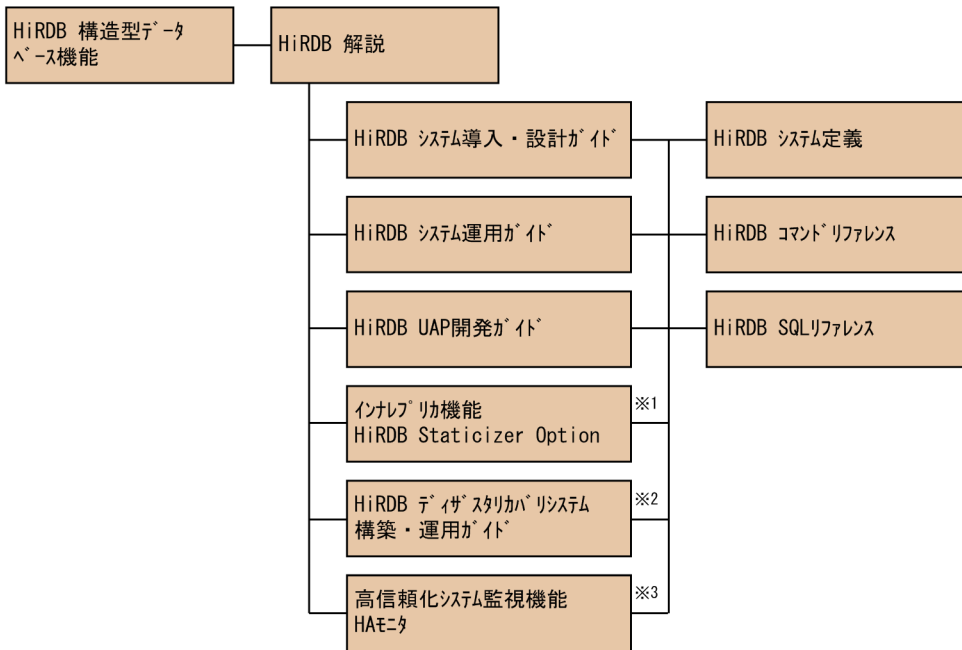 HiRDB 構造型ﾃﾞｰﾀ
ﾍﾞｰｽ機能
HiRDB 解説
HiRDB ｼｽﾃﾑ導入・設計ｶﾞｲﾄﾞ
HiRDB ｼｽﾃﾑ定義
HiRDB ｼｽﾃﾑ運用ｶﾞｲﾄﾞ
HiRDB ｺﾏﾝﾄﾞﾘﾌｧﾚﾝｽ
HiRDB UAP開発ｶﾞｲﾄﾞ
HiRDB SQLﾘﾌｧﾚﾝｽ
ｲﾝﾅﾚﾌﾟﾘｶ機能
HiRDB Staticizer Option
※1
HiRDB ﾃﾞｨｻﾞｽﾀﾘｶﾊﾞﾘｼｽﾃﾑ
構築・運用ｶﾞｲﾄﾞ
※2
高信頼化ｼｽﾃﾑ監視機能
HAﾓﾆﾀ
※3